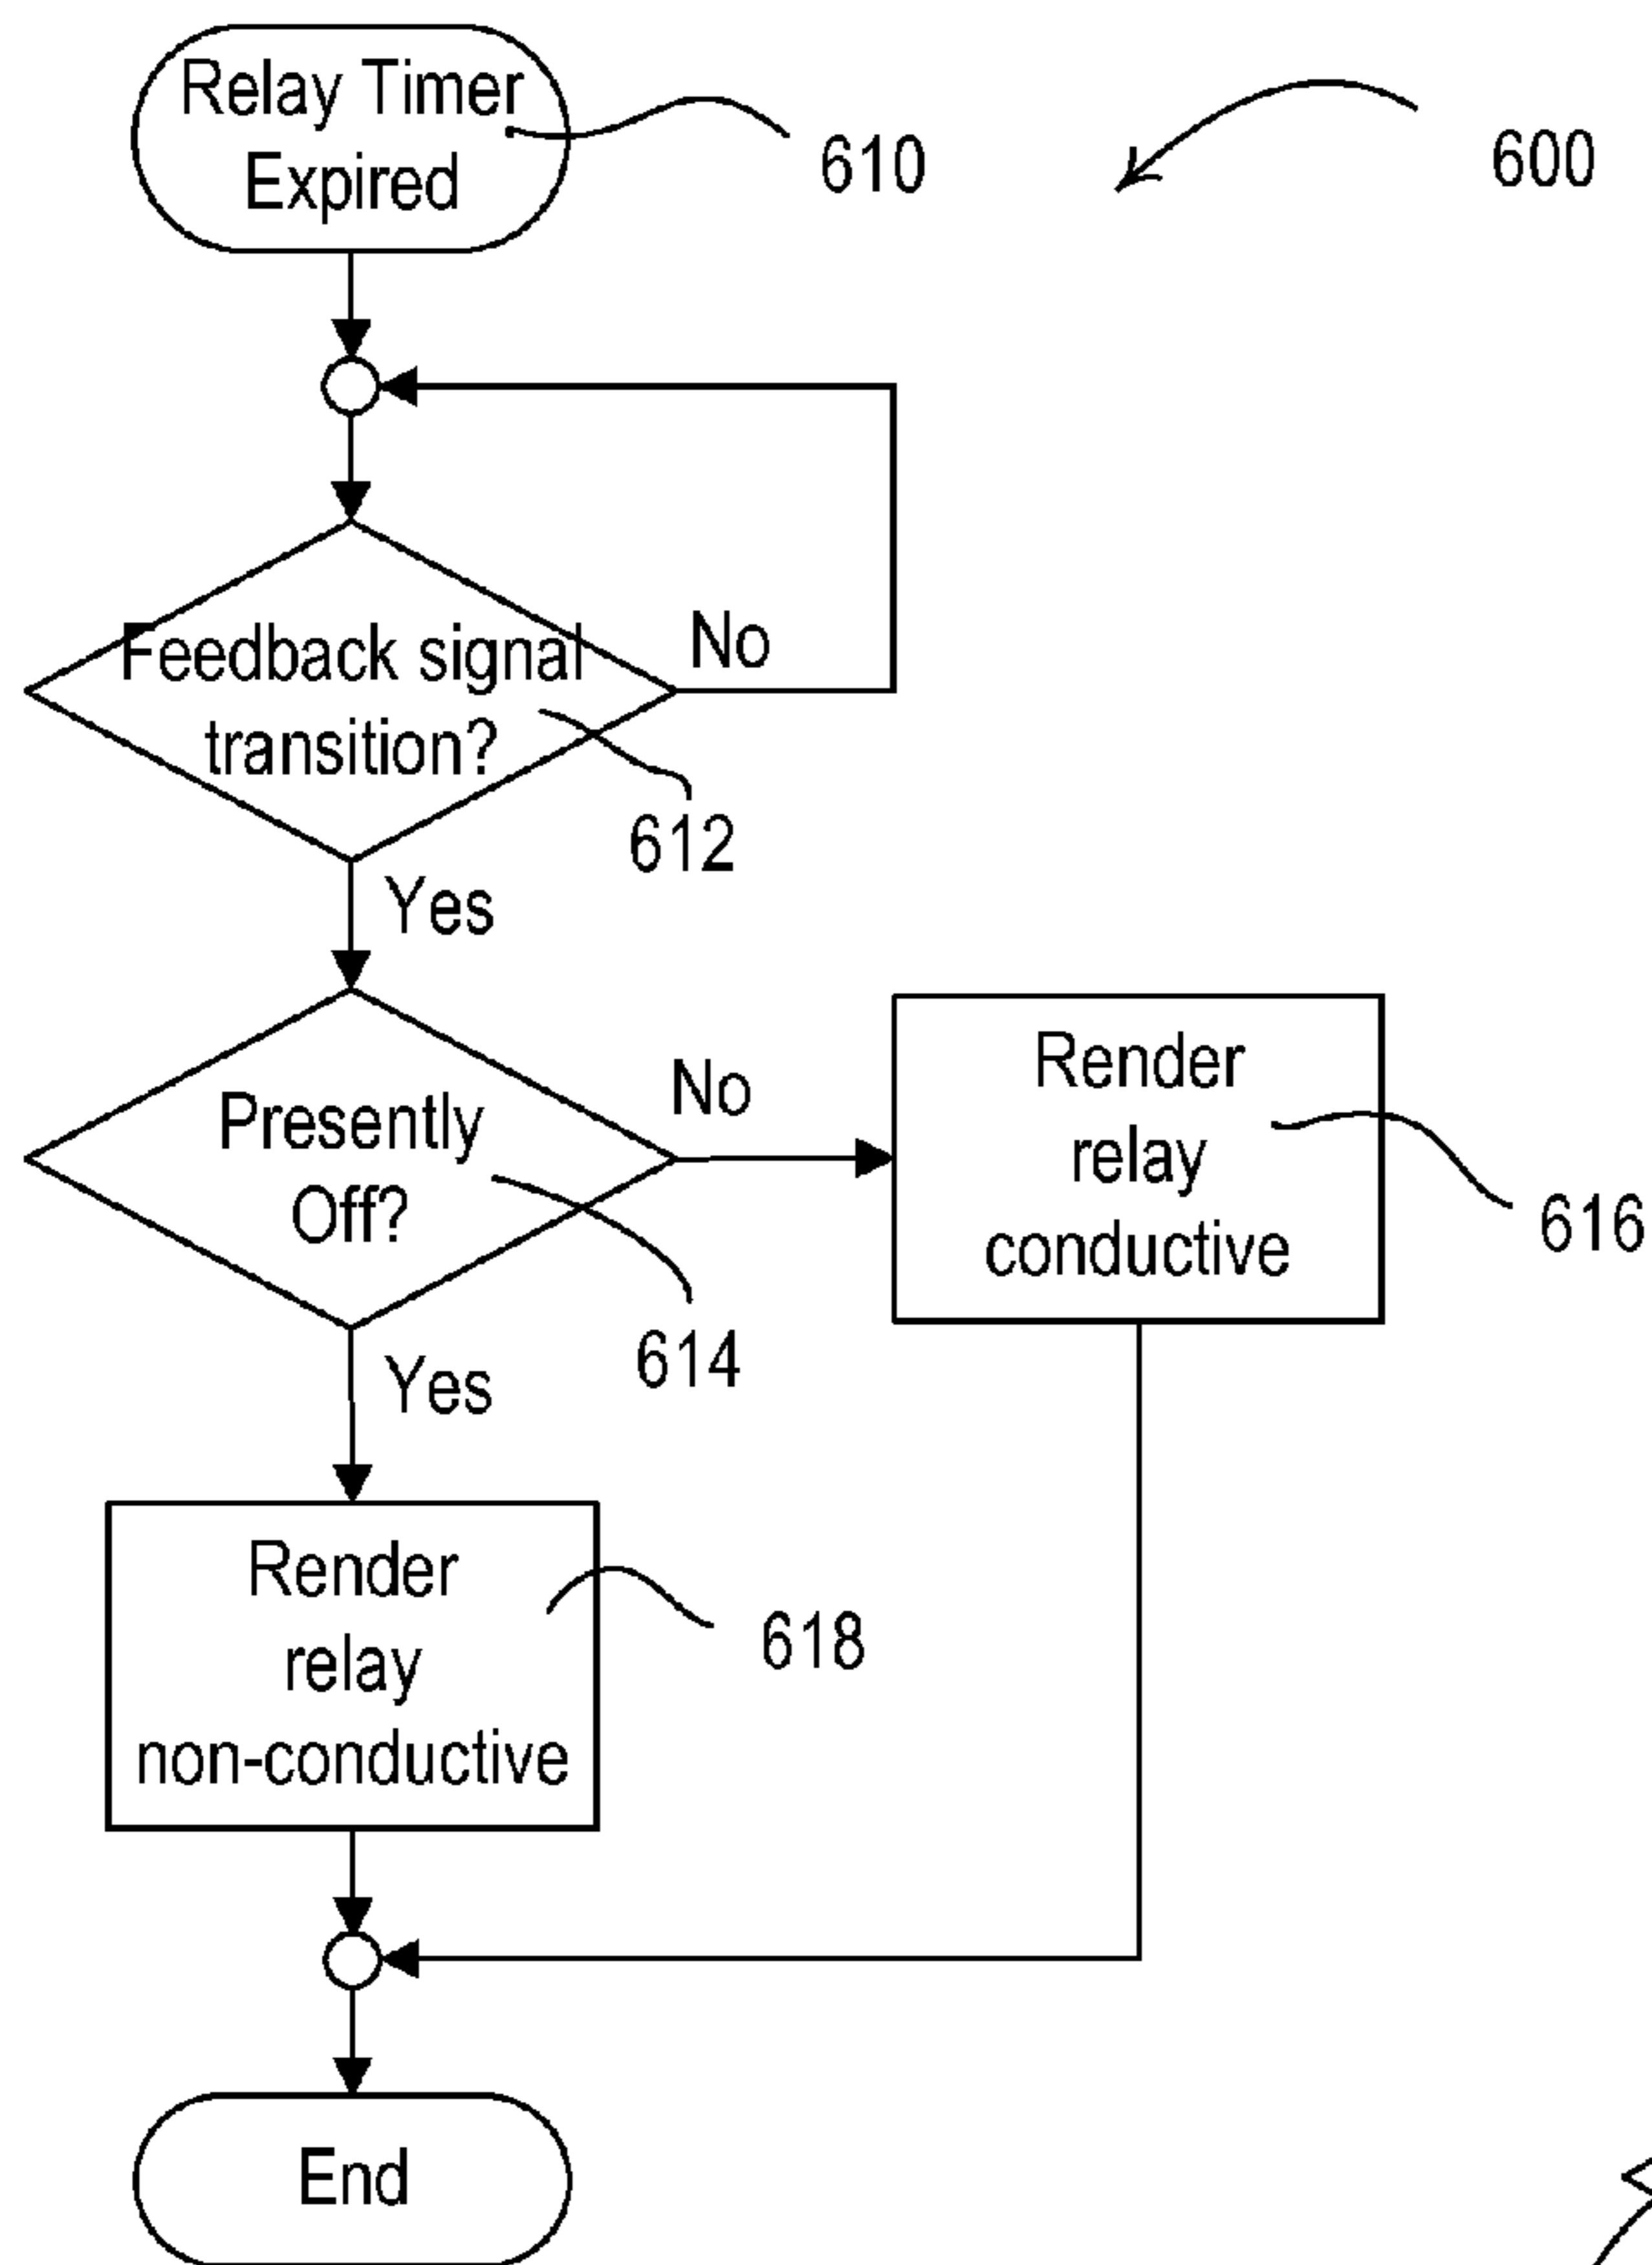 Relay Timer
Expired
610
600
Feedback signal
transition?
No
612
Yes
Presently
Off?
No
614
Render
relay
conductive
616
Yes
Render
relay
non-conductive
618
End